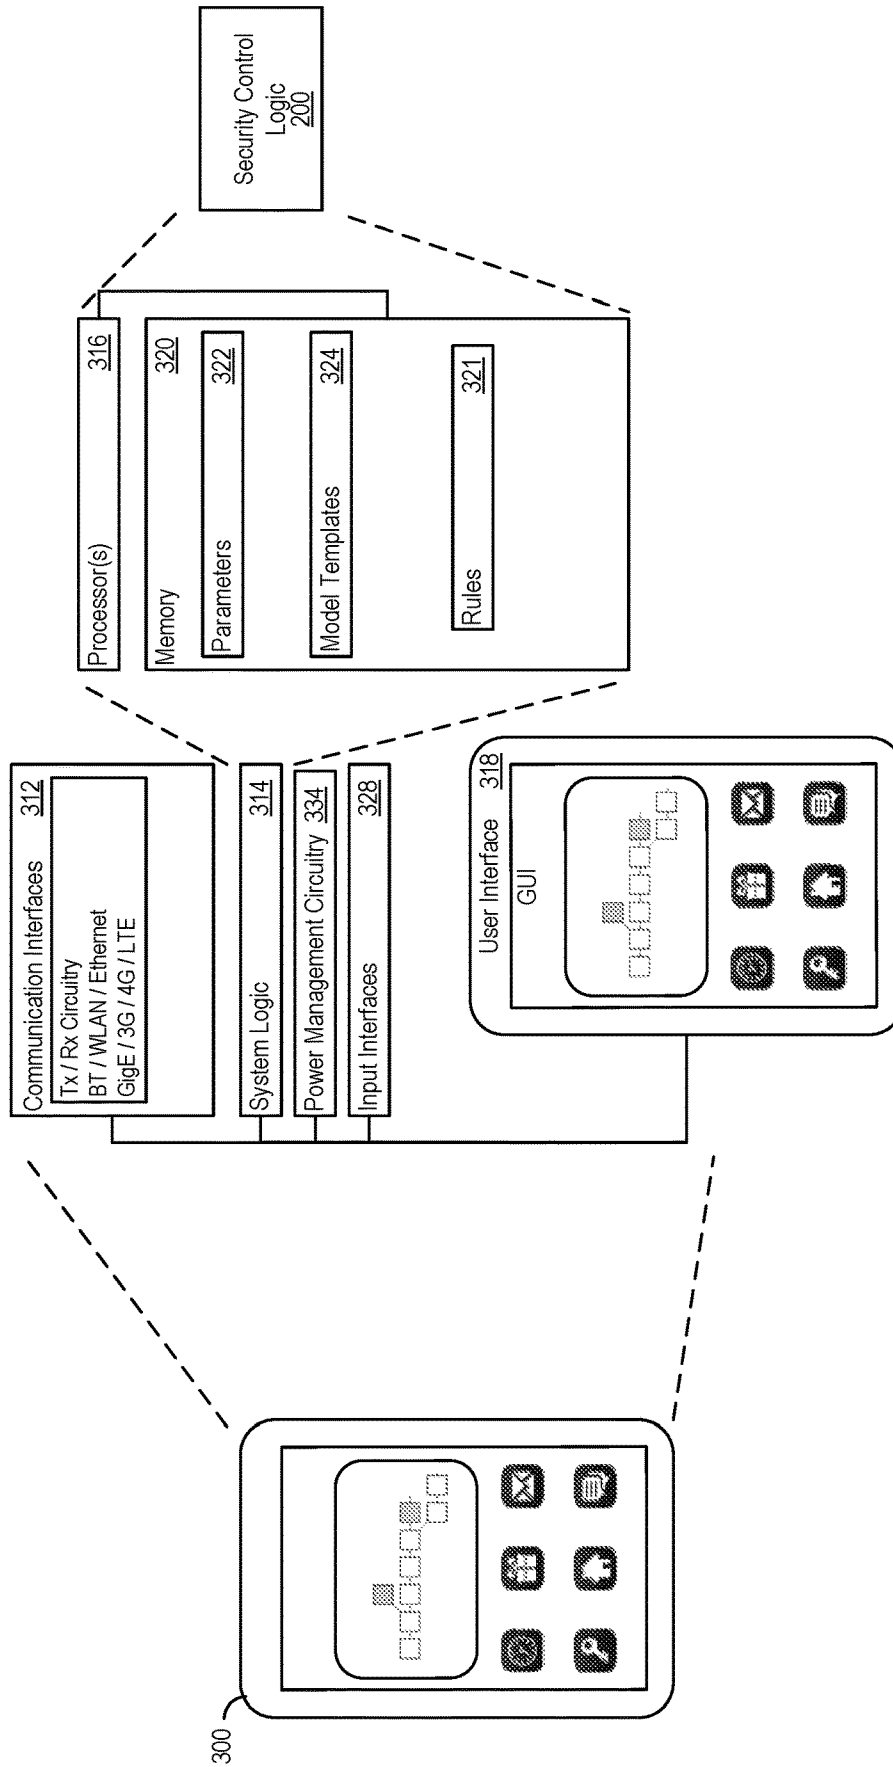 300
Communication Interfaces 312
Tx / Rx Circuitry
BT / WLAN / Ethernet
GigE / 3G / 4G / LTE
System Logic 314
Power Management Circuitry 334
Input Interfaces 328
User Interface 318
GUI
Processor(s) 316
Memory 320
Parameters 322
Model Templates 324
Rules 321
Security Control
Logic
200